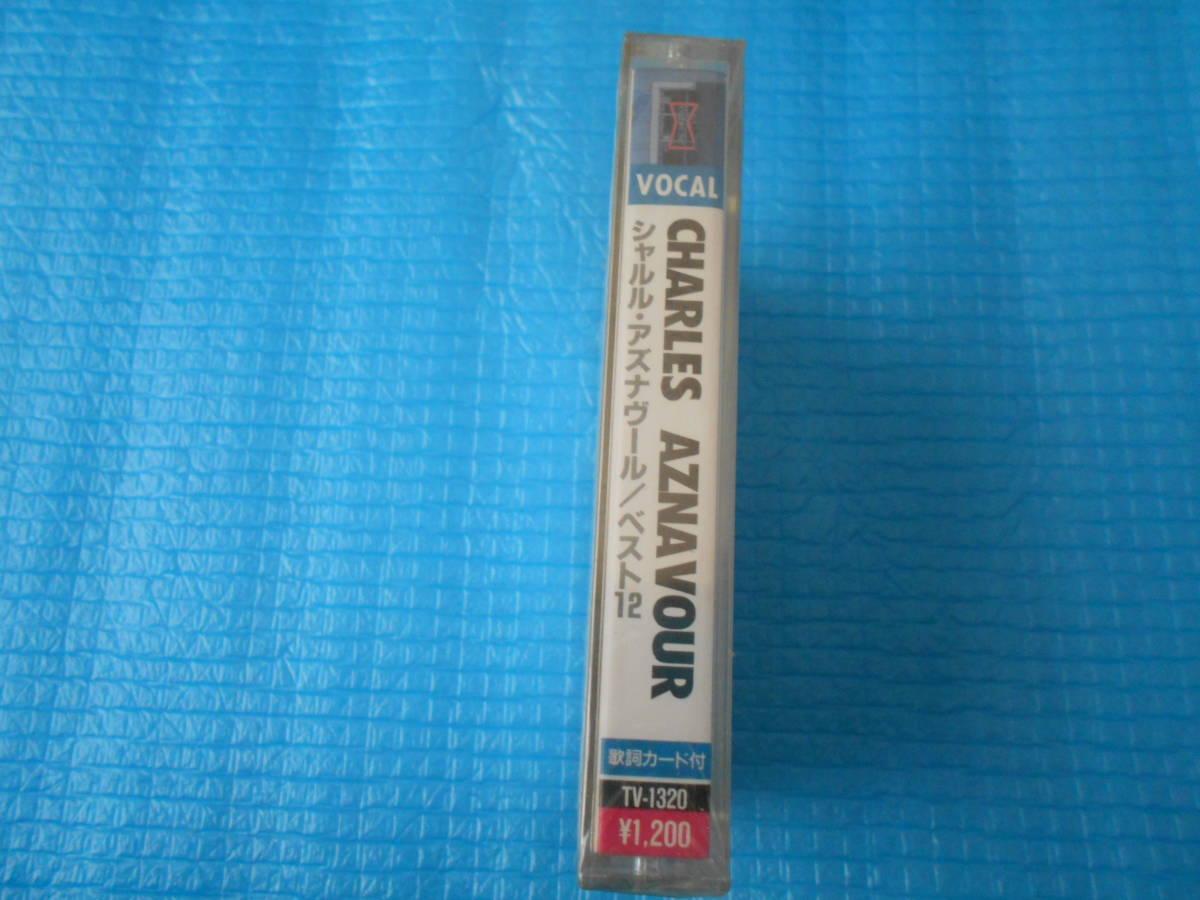 VOCAL
CHARLES AZNAVOUR
シャルル・アズナヴール/ベスト12
歌詞カード付
TV-1320
¥1,200